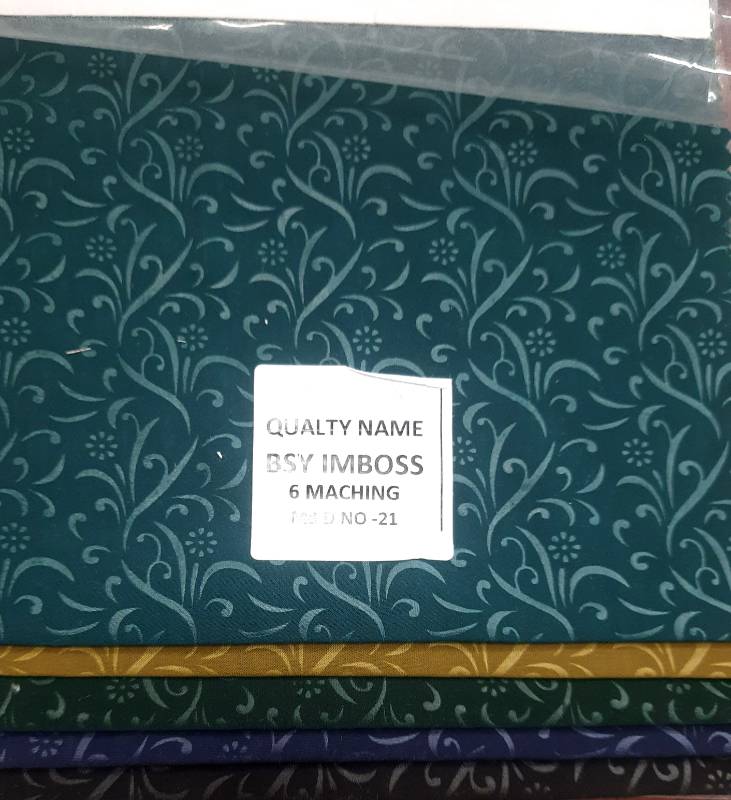 QUALTY NAME
BSY IMBOSS
6 MACHING
D.NO -21